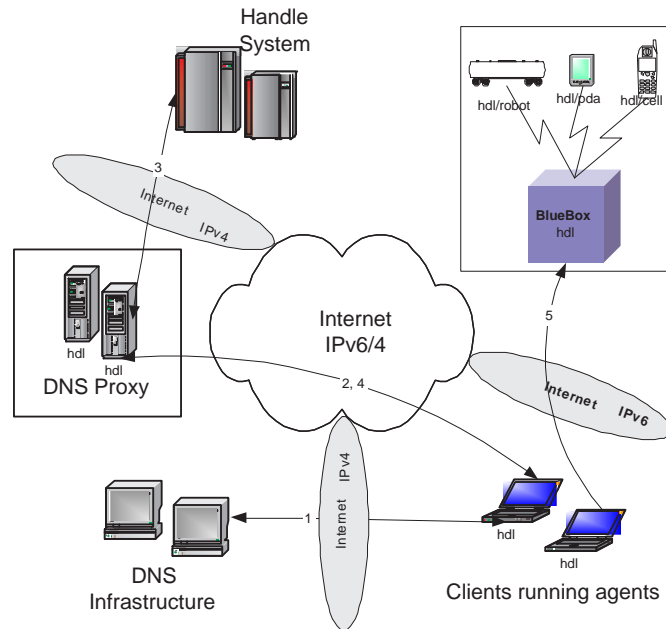 Handle
System
hdl/robot
hdl/pda
hdl/cell
BlueBox
hdl
3
Internet IPv4
hdl
hdl
DNS Proxy
Internet
IPv6/4
5
2, 4
Internet IPv6
Internet IPv4
1
hdl
hdl
DNS
Infrastructure
Clients running agents